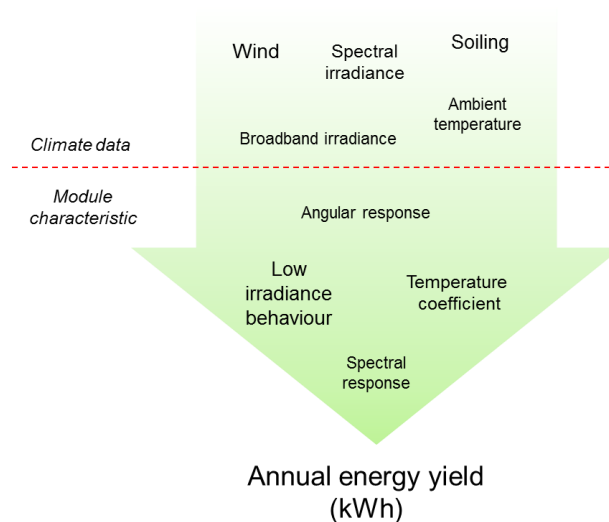 Wind
Spectral
irradiance
Soiling
Ambient
temperature
Broadband irradiance
Climate data
Module
characteristic
Angular response
Low
irradiance
behaviour
Temperature
coefficient
Spectral
response
Annual energy yield
(kWh)